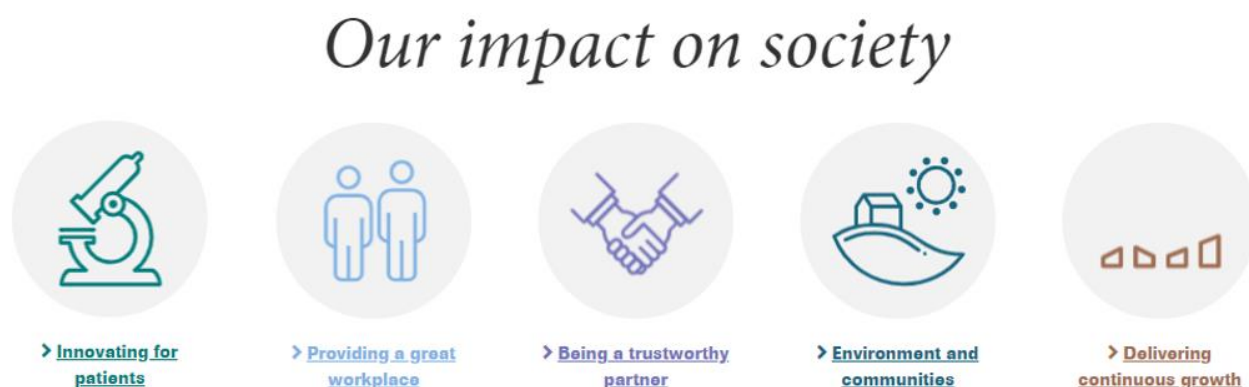 Our impact on society
> Innovating for
patients
> Providing a great
workplace
> Being a trustworthy
partner
> Environment and
communities
> Delivering
continuous growth